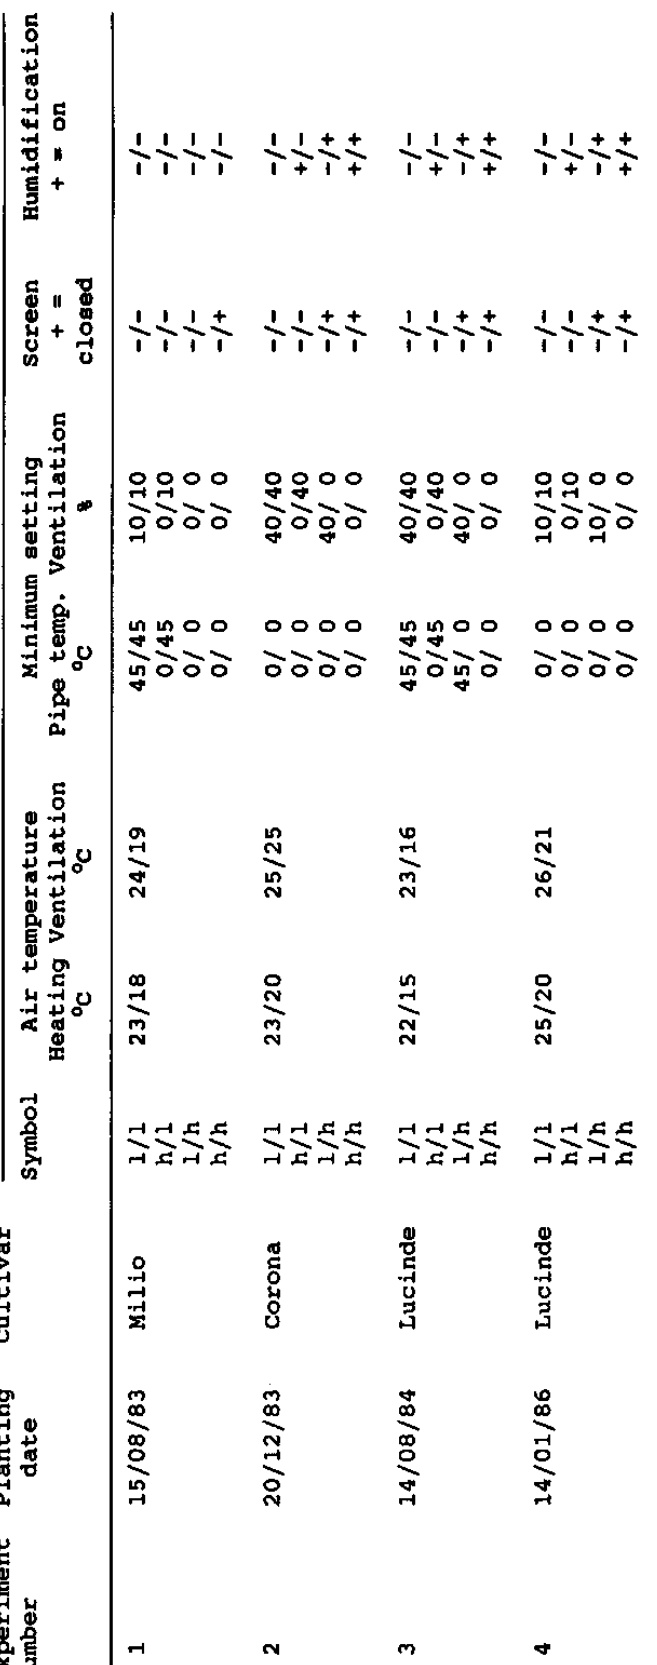 xperiment Planting Cultivar
umber date Symbol Air temperature Minimum setting Screen Humidification
Heating Ventilation Pipe temp. Ventilation + = + = on
°C °C °C % closed
1 15/08/83 Milio l/l 23/18 24/19 45/45 10/10 -/- -/-
h/l 0/45 0/10 -/- -/-
l/h 0/ 0 0/ 0 -/- -/-
h/h 0/ 0 0/ 0 -/+ -/-
2 20/12/83 Corona l/l 23/20 25/25 0/ 0 40/40 -/- -/-
h/l 0/ 0 0/40 -/- +/-
l/h 0/ 0 40/ 0 -/+ -/+
h/h 0/ 0 0/ 0 -/+ +/+
3 14/08/84 Lucinde l/l 22/15 23/16 45/45 40/40 -/- -/-
h/l 0/45 0/40 -/- +/-
l/h 45/ 0 40/ 0 -/+ -/+
h/h 0/ 0 0/ 0 -/+ +/+
4 14/01/86 Lucinde l/l 25/20 26/21 0/ 0 10/10 -/- -/-
h/l 0/ 0 0/10 -/- +/-
l/h 0/ 0 10/ 0 -/+ -/+
h/h 0/ 0 0/ 0 -/+ +/+